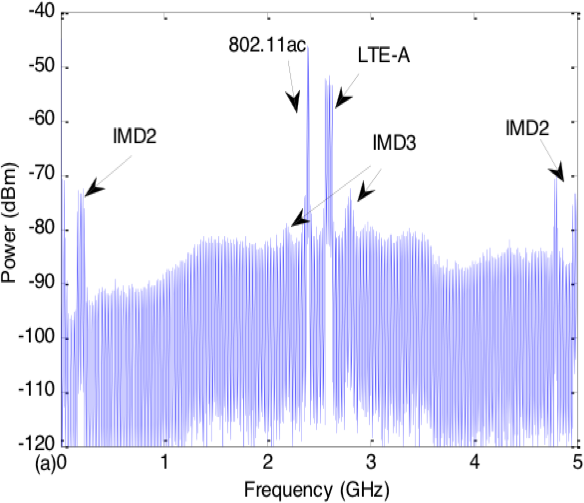 -40
802.11ac
-50
LTE-A
-60
IMD2
IMD3
IMD2
-70
-80
-90
-100
-110
-120
Power (dBm)
(a)
0 1 2 3 4 5
Frequency (GHz)